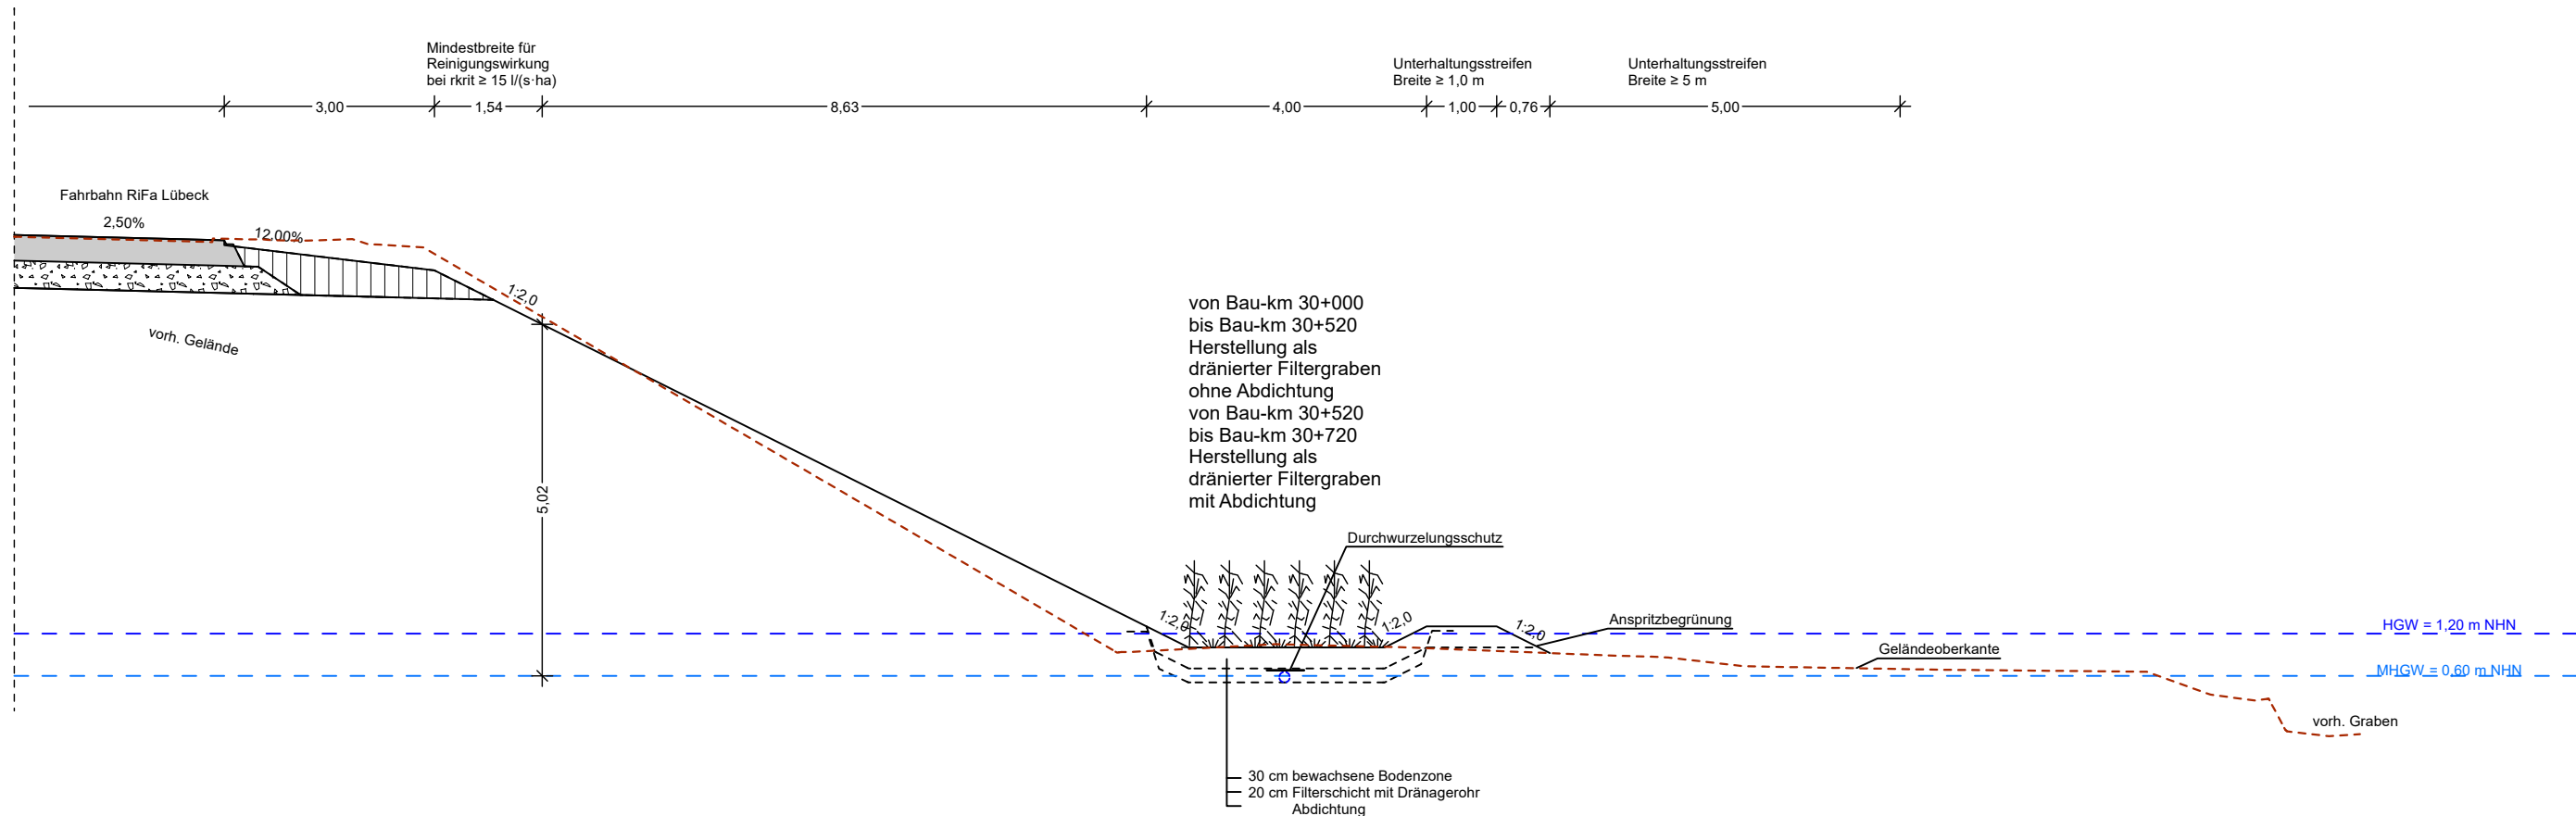 Mindestbreite für
Reinigungswirkung
bei rkrit ≥ 15 l/(s·ha)
Unterhaltungsstreifen
Breite ≥ 1,0 m
Unterhaltungsstreifen
Breite ≥ 5 m
3,00
1,54
8,63
4,00
1,00
0,76
5,00
Fahrbahn RiFa Lübeck
2,50%
12,00%
1:2,0
vorh. Gelände
von Bau-km 30+000
bis Bau-km 30+520
Herstellung als
dränierter Filtergraben
ohne Abdichtung
von Bau-km 30+520
bis Bau-km 30+720
Herstellung als
dränierter Filtergraben
mit Abdichtung
5,02
Durchwurzelungsschutz
1:2,0
1:2,0
1:2,0
Anspritzbegrünung
HGW = 1,20 m NHN
Geländeoberkante
MHGW = 0,60 m NHN
vorh. Graben
30 cm bewachsene Bodenzone
20 cm Filterschicht mit Dränagerohr
Abdichtung